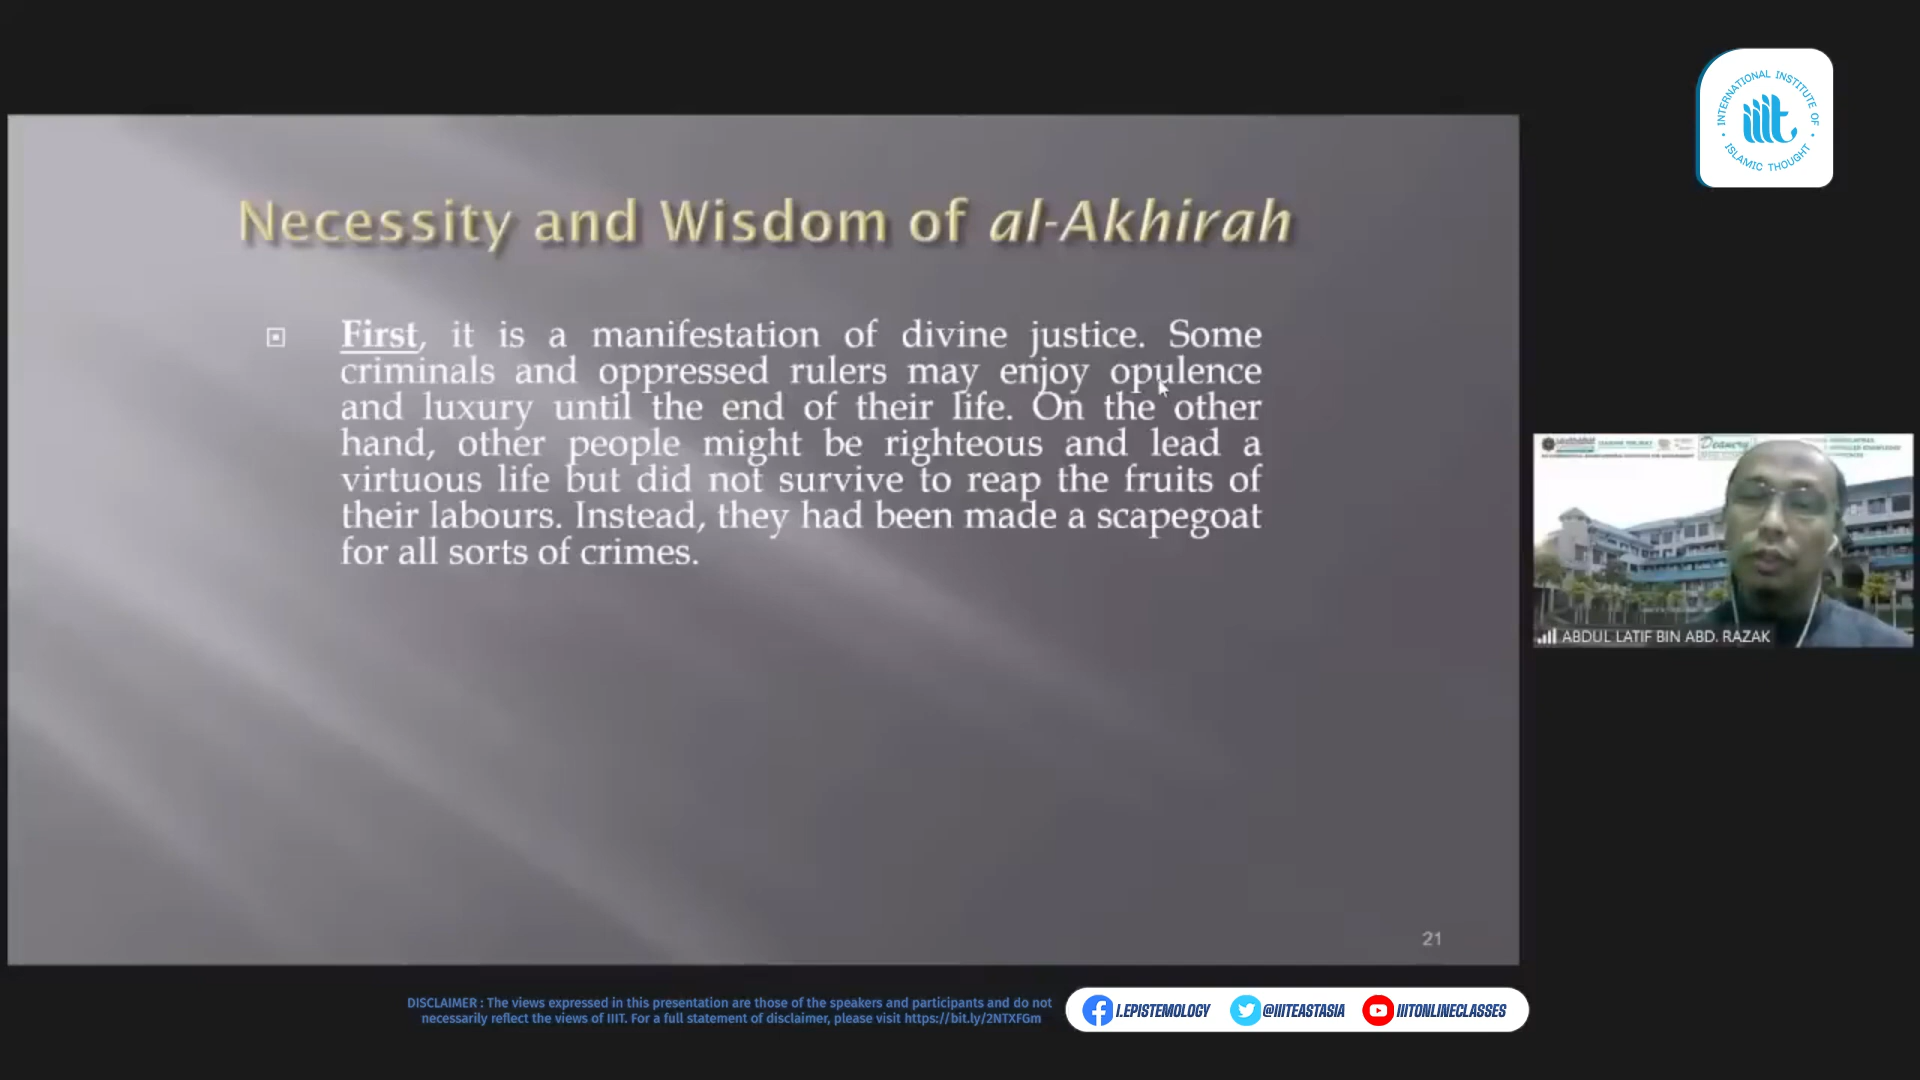 INTERNATIONAL INSTITUTE OF
ISLAMIC THOUGHT
iiit
Necessity and Wisdom of al-Akhirah
First, it is a manifestation of divine justice. Some
criminals and oppressed rulers may enjoy opulence
and luxury until the end of their life. On the other
hand, other people might be righteous and lead a
virtuous life but did not survive to reap the fruits of
their labours. Instead, they had been made a scapegoat
for all sorts of crimes.
21
ABDUL LATIF BIN ABD. RAZAK
DISCLAIMER : The views expressed in this presentation are those of the speakers and participants and do not
necessarily reflect the views of IIIT. For a full statement of disclaimer, please visit https://bit.ly/2NTXFGm
I.EPISTEMOLOGY
@IIITEASTASIA
IIITONLINECLASSES